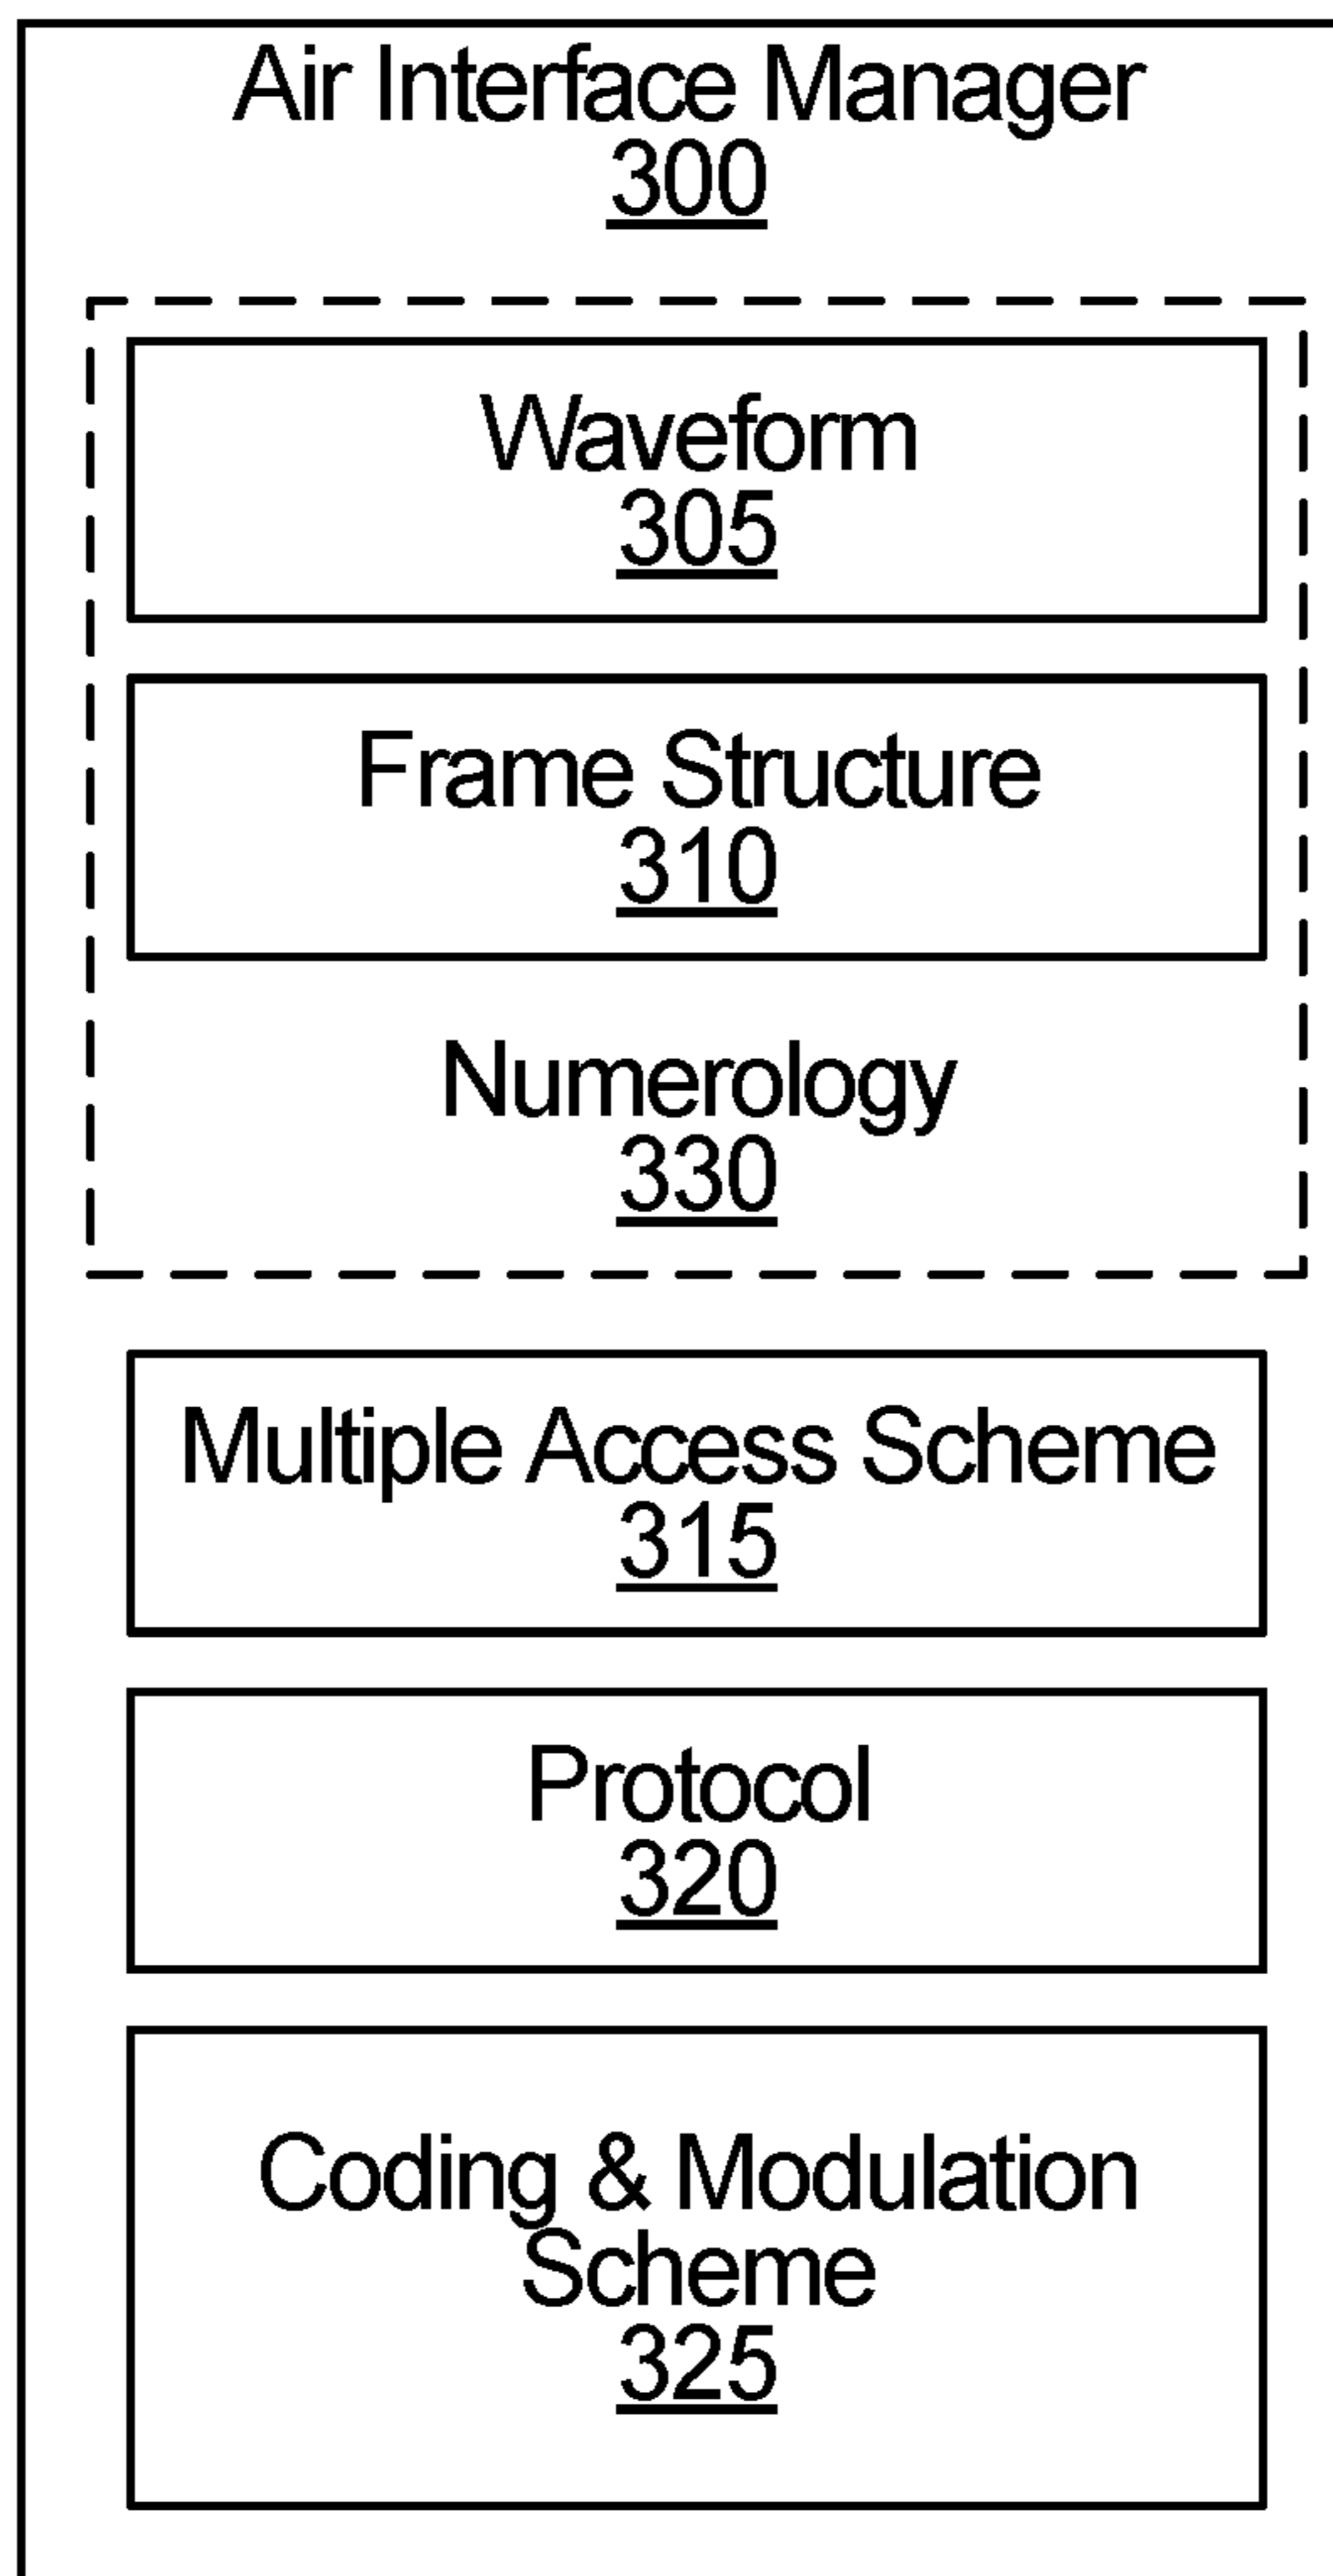 Air Interface Manager
300
Waveform
305
Frame Structure
310
Numerology
330
Multiple Access Scheme
315
Protocol
320
Coding & Modulation
Scheme
325